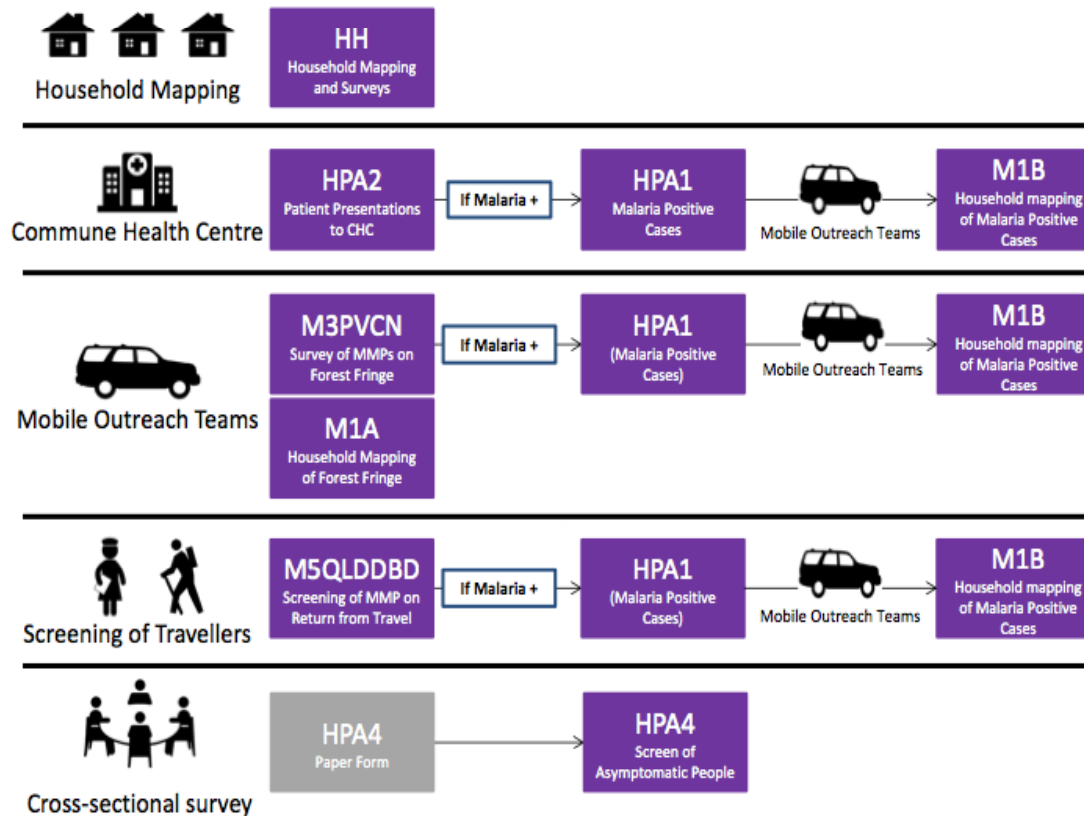 Household Mapping
HH
Household Mapping
and Surveys
Commune Health Centre
HPA2
Patient Presentations
to CHC
If Malaria +
HPA1
Malaria Positive
Cases
Mobile Outreach Teams
M1B
Household mapping
of Malaria Positive
Cases
Mobile Outreach Teams
M3PVCN
Survey of MMPs on
Forest Fringe
If Malaria +
HPA1
(Malaria Positive
Cases)
Mobile Outreach Teams
M1B
Household mapping
of Malaria Positive
Cases
M1A
Household Mapping
of Forest Fringe
Screening of Travellers
M5QLDDBD
Screening of MMP on
Return from Travel
If Malaria +
HPA1
(Malaria Positive
Cases)
Mobile Outreach Teams
M1B
Household mapping
of Malaria Positive
Cases
Cross-sectional survey
HPA4
Paper Form
HPA4
Screen of
Asymptomatic People